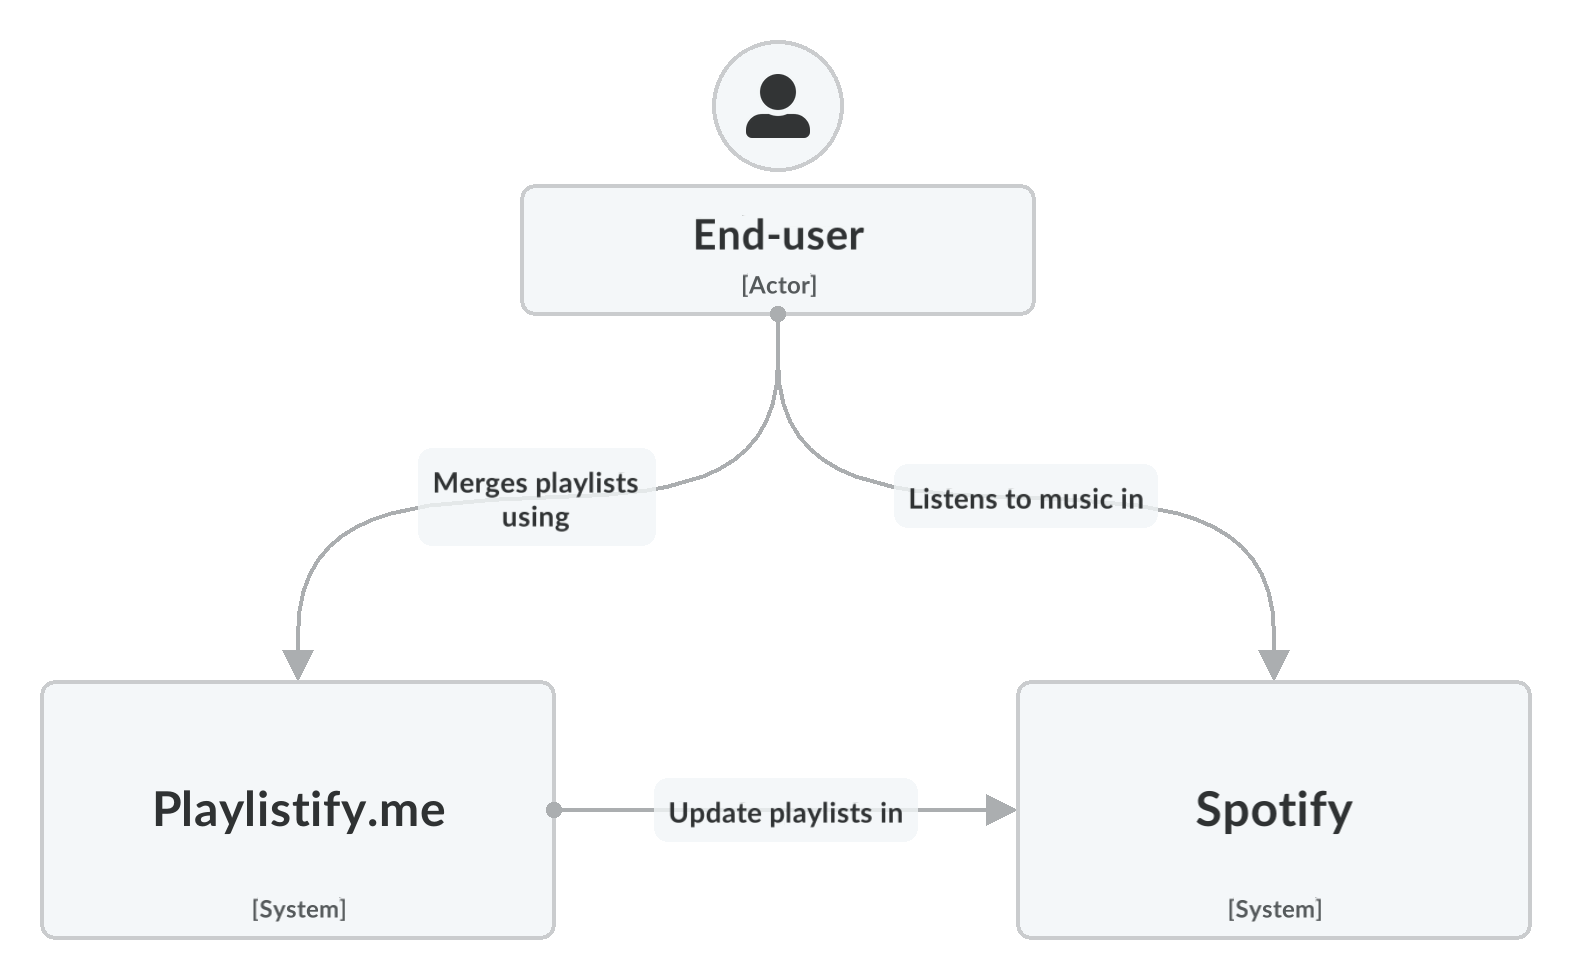 End-user
[Actor]
Merges playlists
using
Listens to music in
Playlistify.me
[System]
Update playlists in
Spotify
[System]